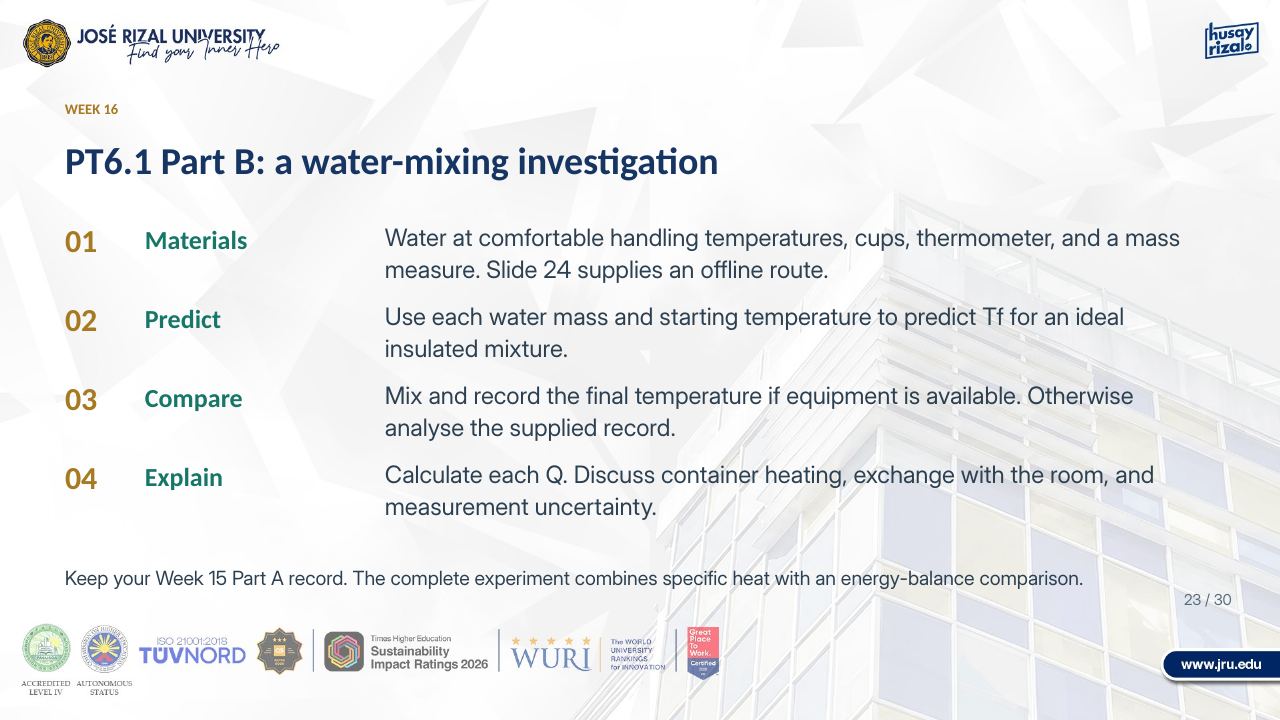 JOSÉ RIZAL UNIVERSITY
Find your Inner Hero
husay
rizal
WEEK 16
PT6.1 Part B: a water-mixing investigation
01 Materials
Water at comfortable handling temperatures, cups, thermometer, and a mass
measure. Slide 24 supplies an offline route.
02 Predict
Use each water mass and starting temperature to predict Tf for an ideal
insulated mixture.
03 Compare
Mix and record the final temperature if equipment is available. Otherwise
analyse the supplied record.
04 Explain
Calculate each Q. Discuss container heating, exchange with the room, and
measurement uncertainty.
Keep your Week 15 Part A record. The complete experiment combines specific heat with an energy-balance comparison.
23 / 30
ACCREDITED
LEVEL IV
AUTONOMOUS
STATUS
ISO 21001:2018
TÜVNORD
Times Higher Education
Sustainability
Impact Ratings 2026
WURI
The WORLD
UNIVERSITY
RANKINGS
for INNOVATION
Great
Place
To
Work.
Certified
www.jru.edu